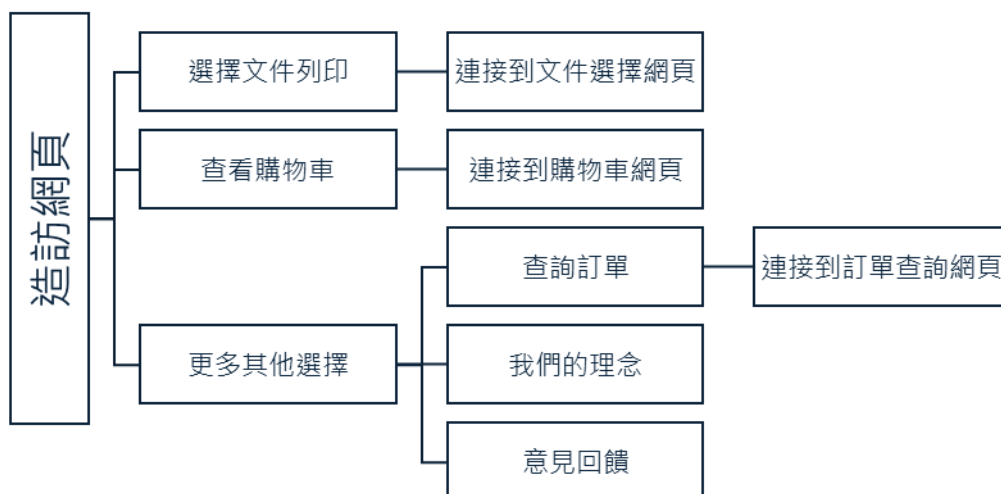 造訪網頁
選擇文件列印
連接到文件選擇網頁
查看購物車
連接到購物車網頁
更多其他選擇
查詢訂單
連接到訂單查詢網頁
我們的理念
意見回饋